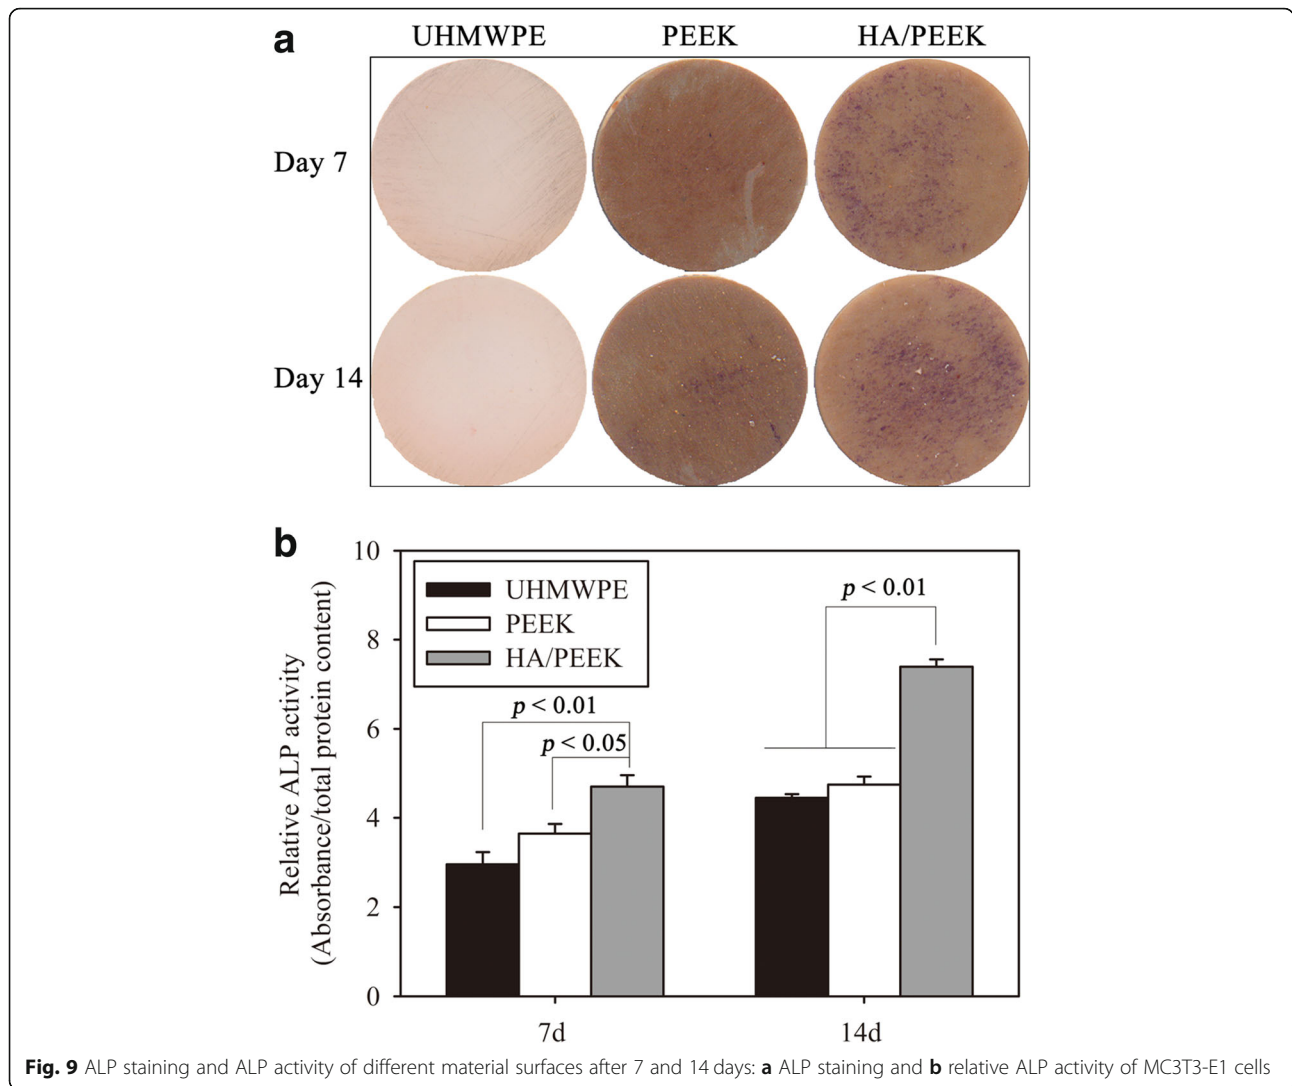 a
UHMWPE PEEK HA/PEEK
Day 7
Day 14
b
Relative ALP activity
(Absorbance/total protein content)
10
8
6
4
2
0
UHMWPE
PEEK
HA/PEEK
p < 0.01
p < 0.05
p < 0.01
7d 14d
Fig. 9 ALP staining and ALP activity of different material surfaces after 7 and 14 days: a ALP staining and b relative ALP activity of MC3T3-E1 cells